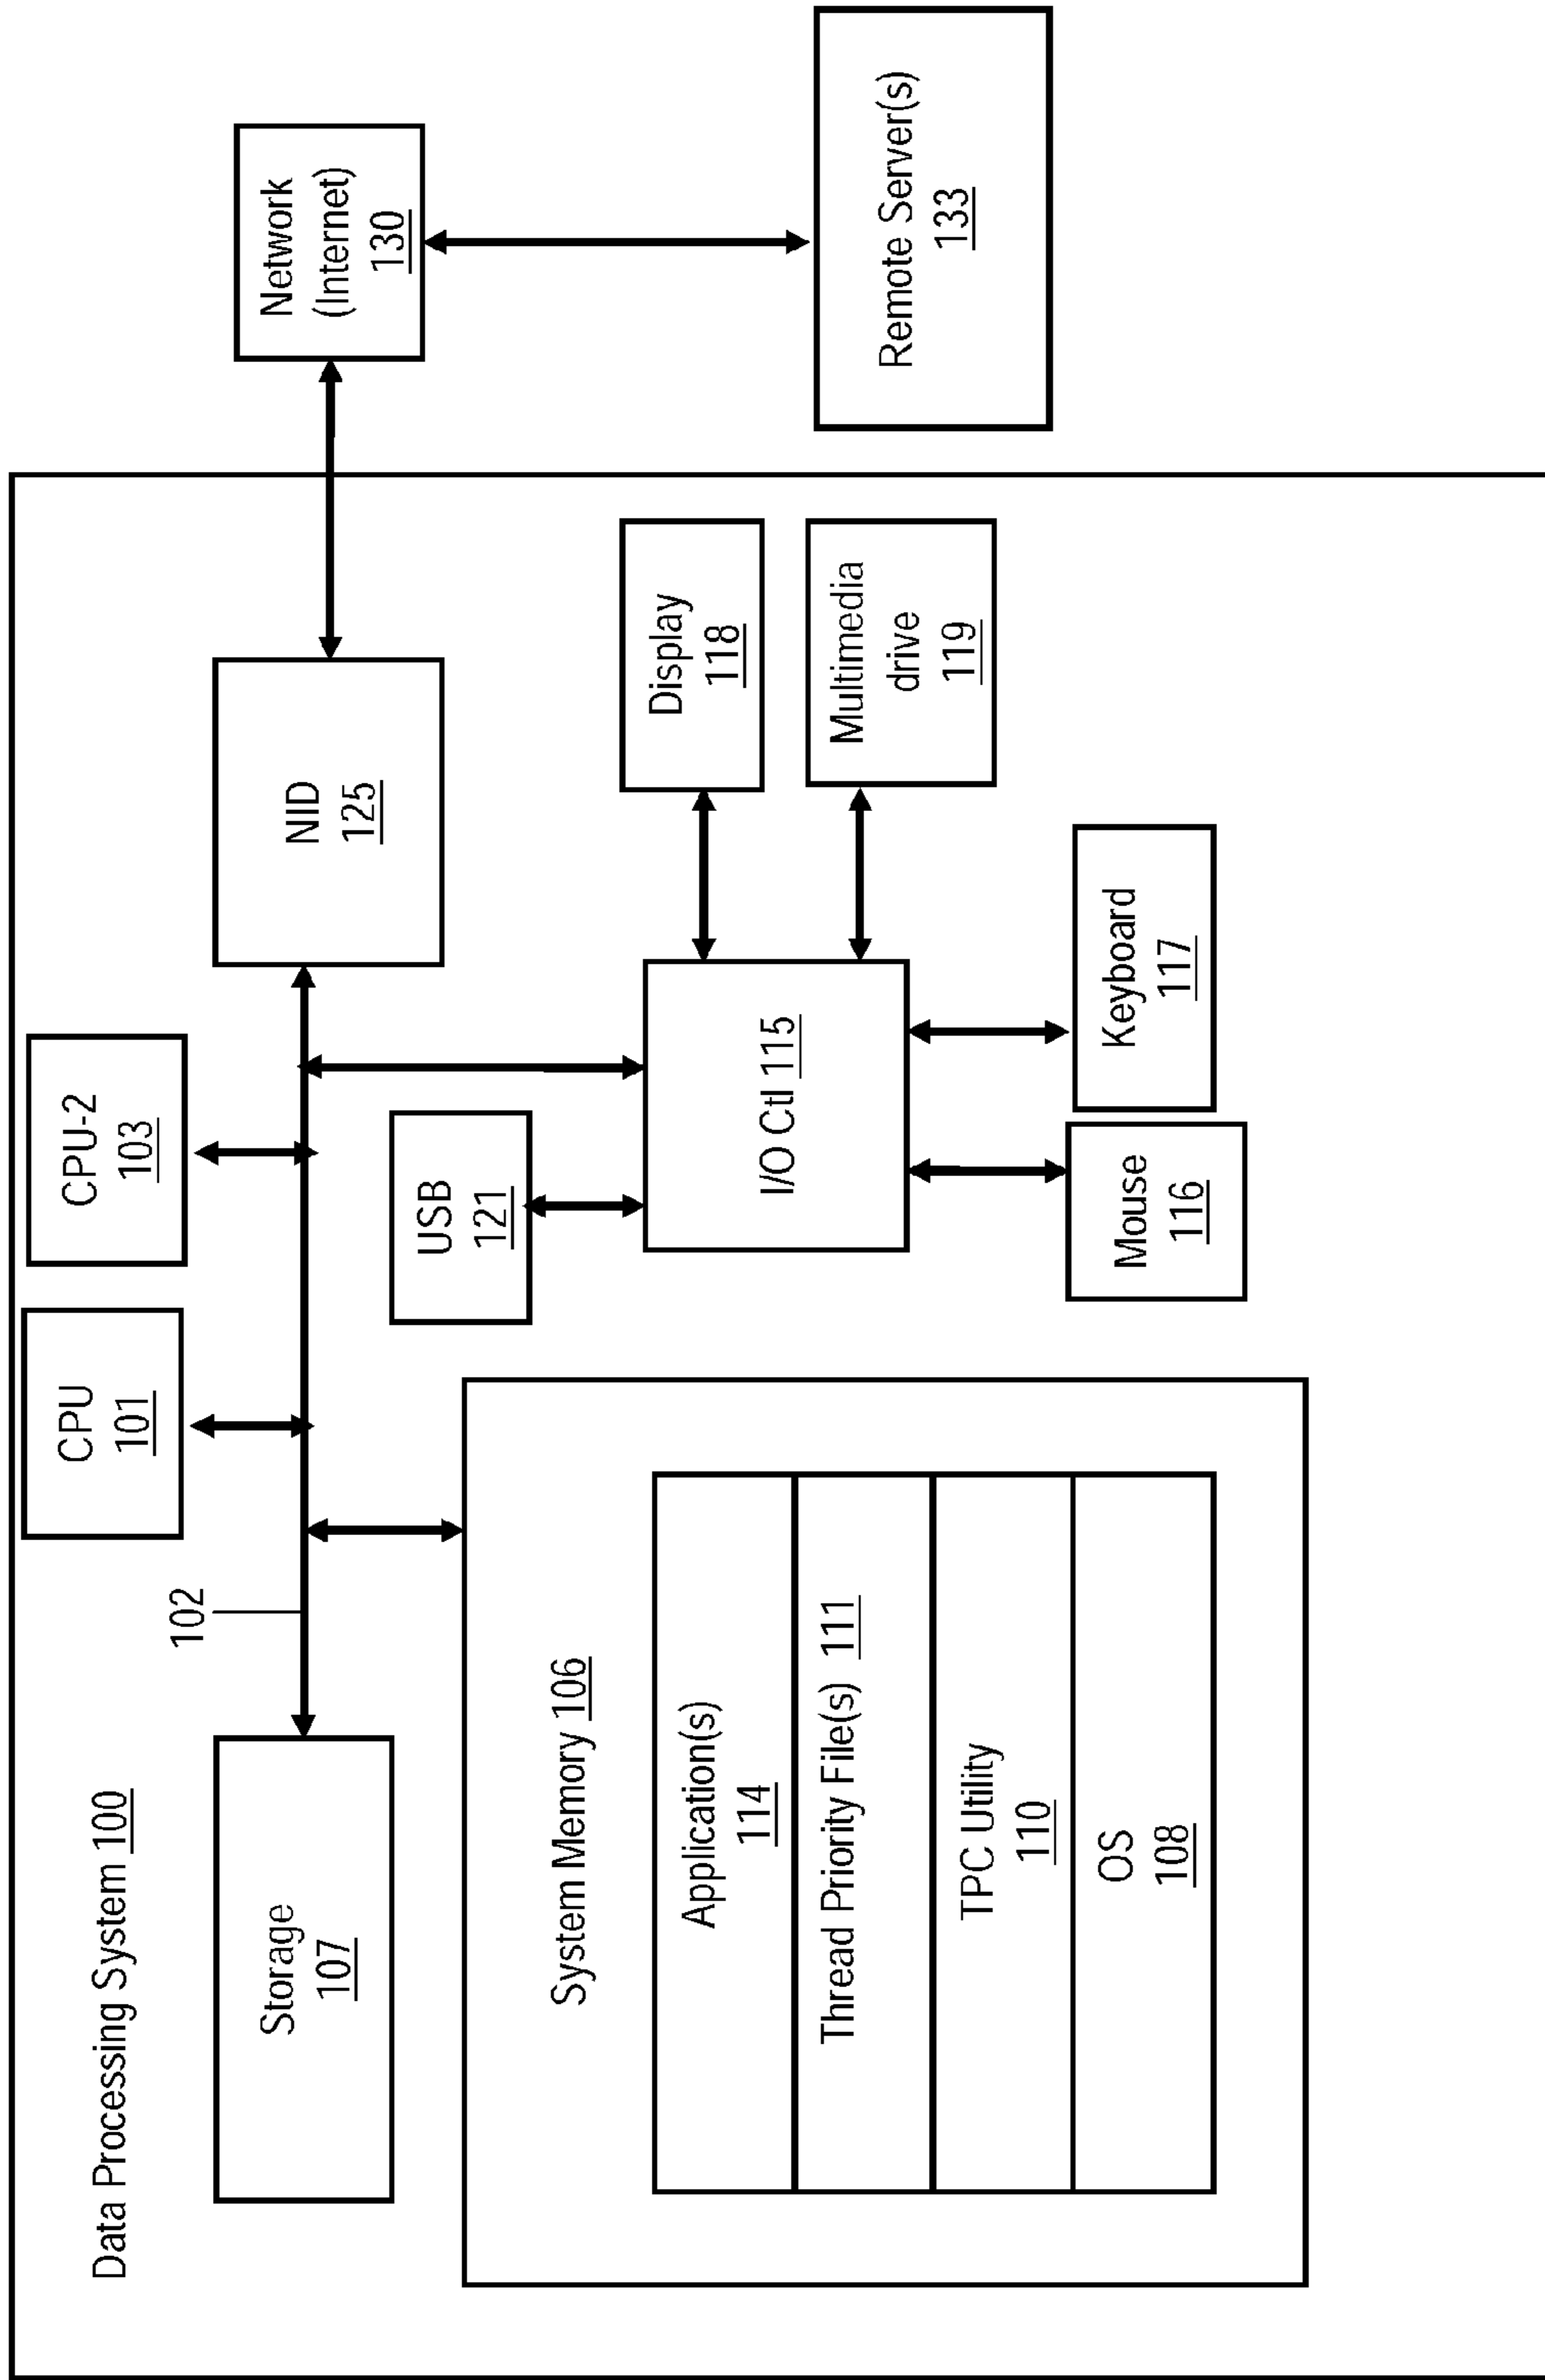 Data Processing System 100
CPU
101
CPU-2
103
102
Storage
107
NID
125
Network
(Internet)
130
System Memory 106
Application(s)
114
Thread Priority File(s) 111
TPC Utility
110
OS
108
USB
121
I/O Ctl 115
Display
118
Multimedia
drive
119
Mouse
116
Keyboard
117
Remote Server(s)
133